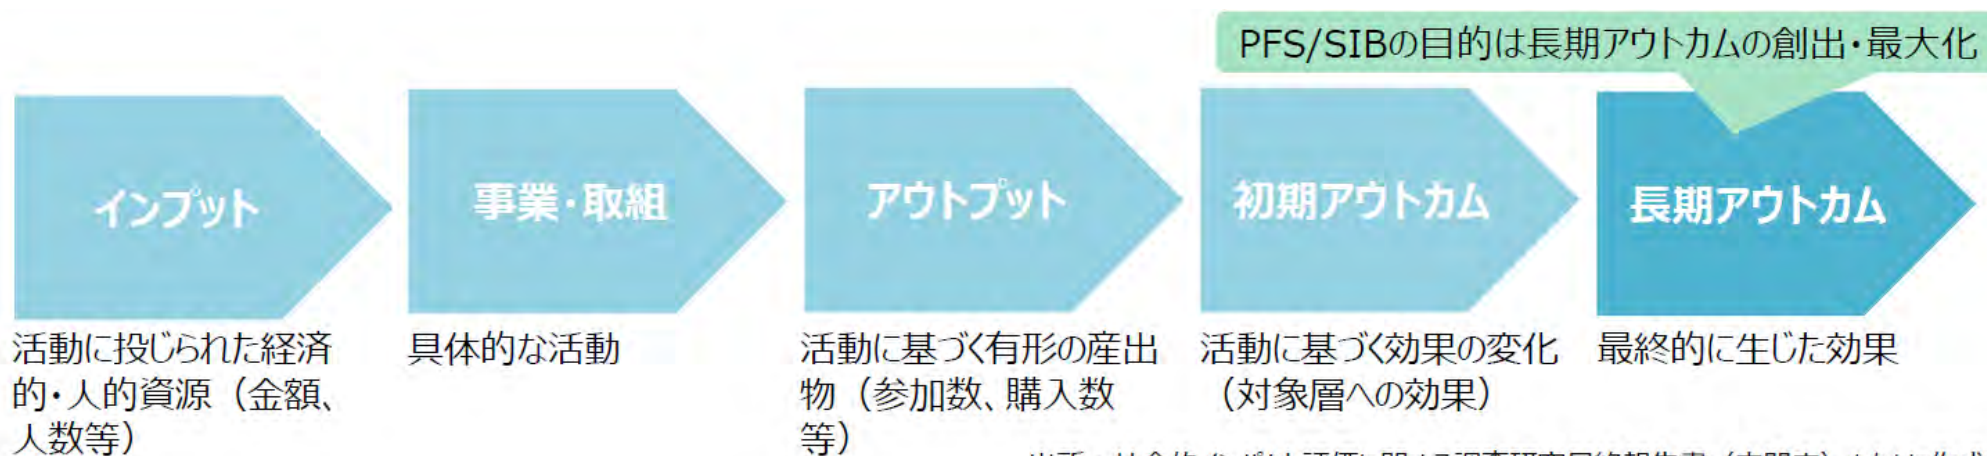 PFS/SIBの目的は長期アウトカムの創出・最大化
インプット
事業・取組
アウトプット
初期アウトカム
長期アウトカム
活動に投じられた経済
的・人的資源（金額、
人数等）
具体的な活動
活動に基づく有形の産出
物（参加数、購入数
等）
活動に基づく効果の変化
（対象層への効果）
最終的に生じた効果